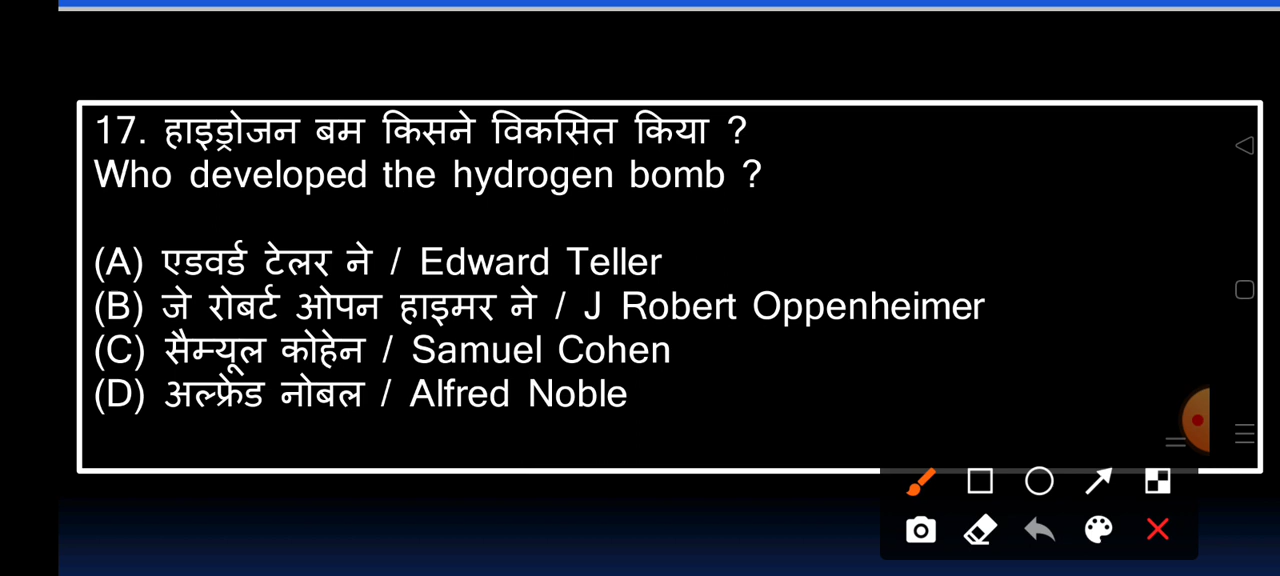 17. हाइड्रोजन बम किसने विकसित किया ?
Who developed the hydrogen bomb ?
(A) एडवर्ड टेलर ने / Edward Teller
(B) जे रोबर्ट ओपन हाइमर ने / J Robert Oppenheimer
(C) सैम्यूल कोहेन / Samuel Cohen
(D) अल्फ्रेड नोबल / Alfred Noble